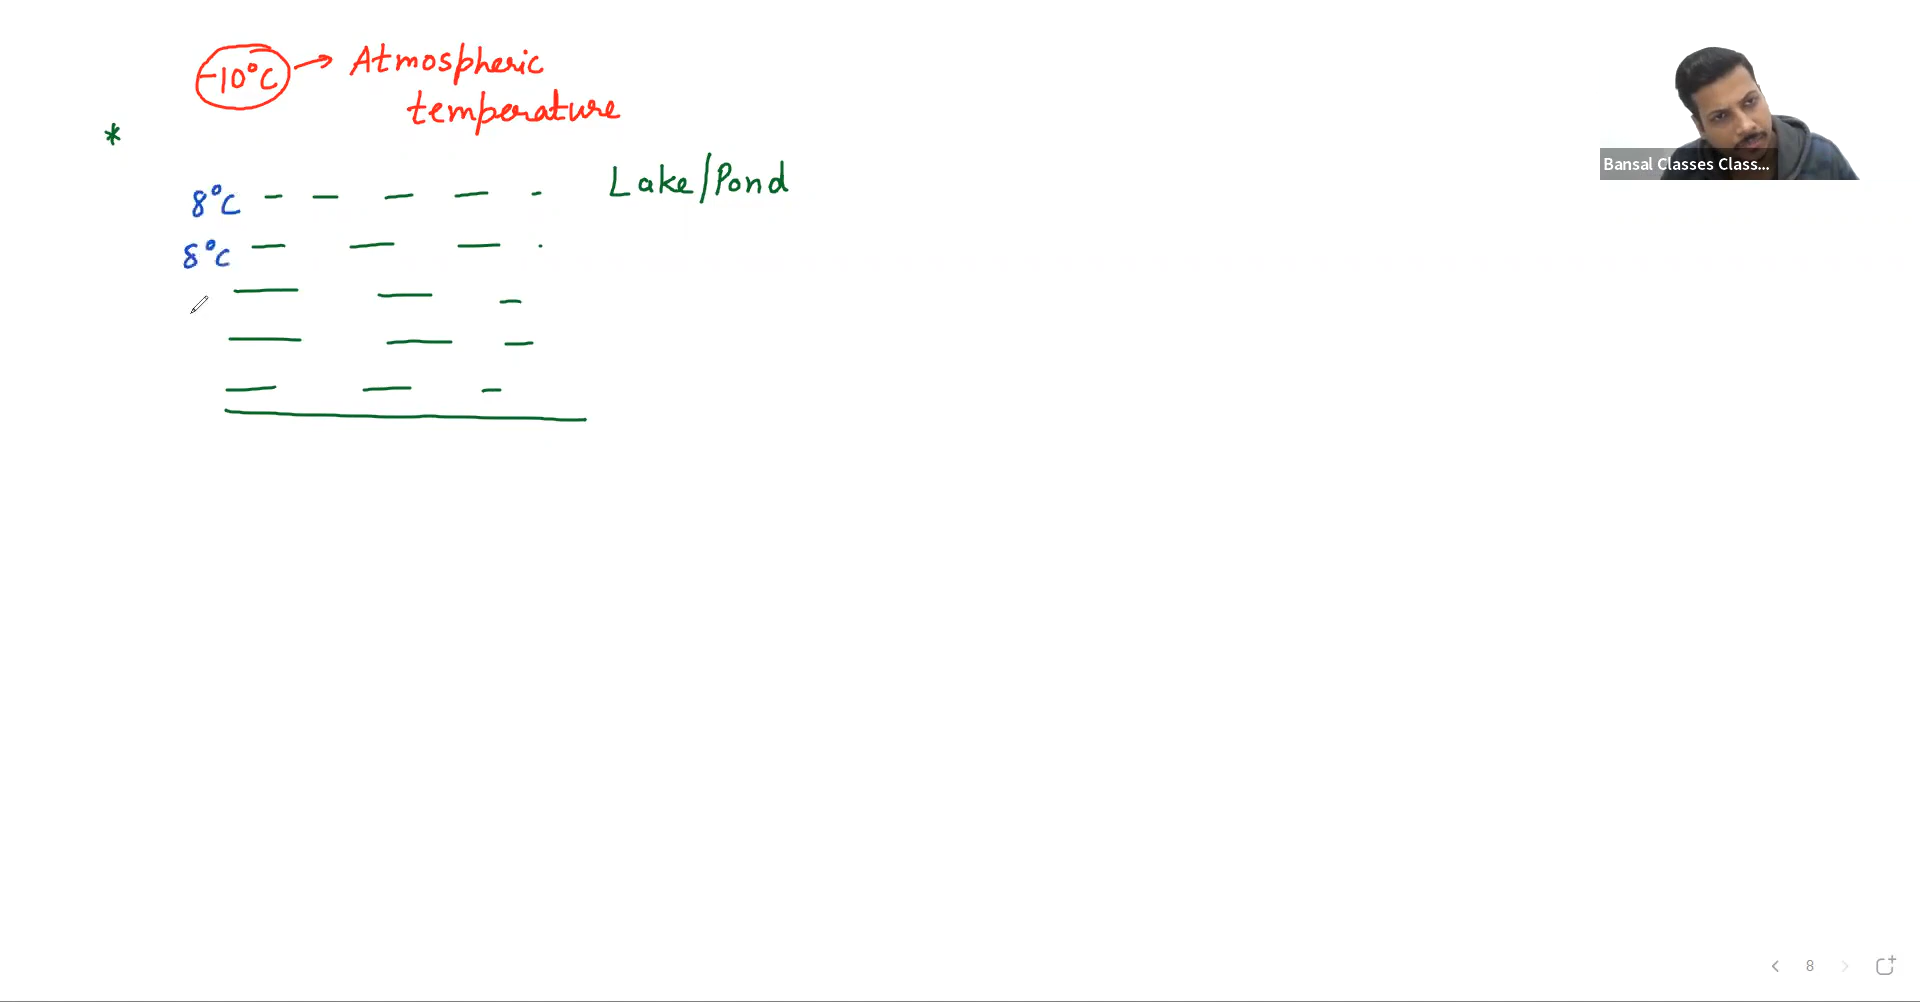 -10°C → Atmospheric
temperature
*
Lake/Pond
8°C
8°C
Bansal Classes Class...
8